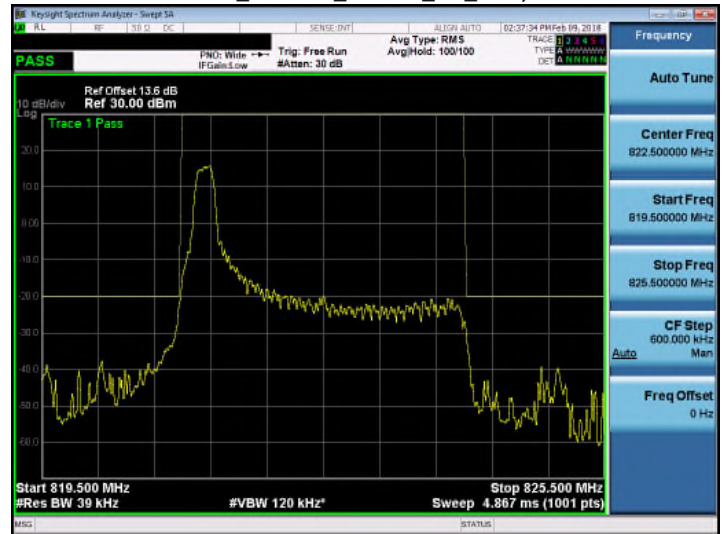 Keysight Spectrum Analyzer - Swept SA
RL RF 50 Ω DC SENSE:INT ALIGN AUTO 02:37:34 PM Feb 09, 2018
PASS
PNO: Wide
IFGain:Low
Trig: Free Run
#Atten: 30 dB
Avg Type: RMS
Avg|Hold: 100/100
TRACE 1 2 3 4 5 6
TYPE A WWWWW
DET A N N N N N
Ref Offset 13.6 dB
10 dB/div Ref 30.00 dBm
Log
Trace 1 Pass
20.0
10.0
0.00
-10.0
-20.0
-30.0
-40.0
-50.0
-60.0
Start 819.500 MHz Stop 825.500 MHz
#Res BW 39 kHz #VBW 120 kHz* Sweep 4.867 ms (1001 pts)
MSG STATUS
Frequency
Auto Tune
Center Freq
822.500000 MHz
Start Freq
819.500000 MHz
Stop Freq
825.500000 MHz
CF Step
600.000 kHz
Auto Man
Freq Offset
0 Hz